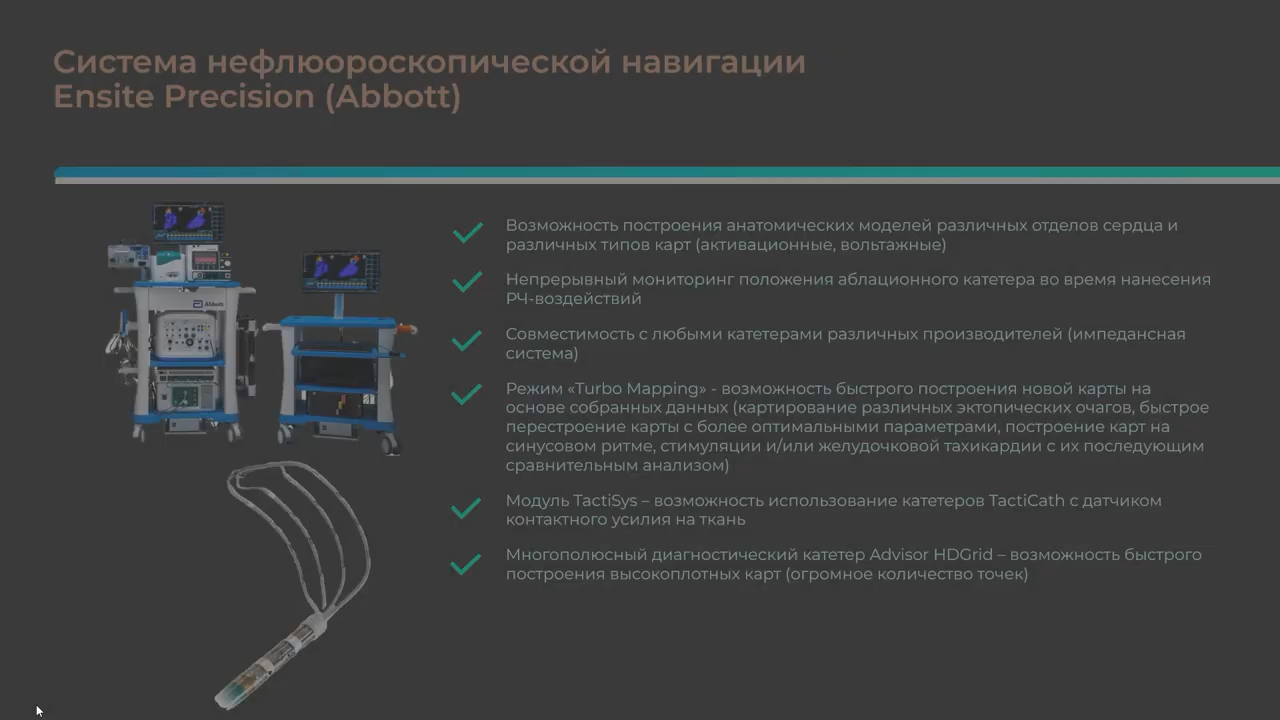 Система нефлюороскопической навигации
Ensite Precision (Abbott)
Возможность построения анатомических моделей различных отделов сердца и
различных типов карт (активационные, вольтажные)
Непрерывный мониторинг положения аблационного катетера во время нанесения
РЧ-воздействий
Совместимость с любыми катетерами различных производителей (импедансная
система)
Режим «Turbo Mapping» - возможность быстрого построения новой карты на
основе собранных данных (картирование различных эктопических очагов, быстрое
перестроение карты с более оптимальными параметрами, построение карт на
синусовом ритме, стимуляции и/или желудочковой тахикардии с их последующим
сравнительным анализом)
Модуль TactiSys – возможность использование катетеров TactiCath с датчиком
контактного усилия на ткань
Многополюсный диагностический катетер Advisor HDGrid – возможность быстрого
построения высокоплотных карт (огромное количество точек)
Abbott